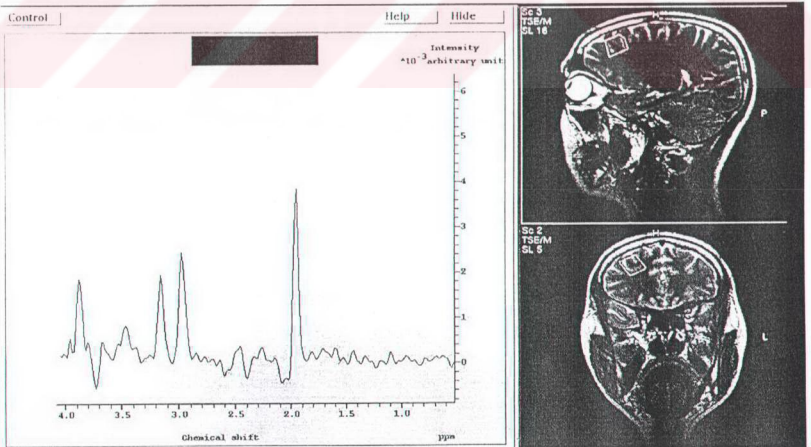 Control Help Hide
Intensity
*10 -3 arbitrary unit
6
5
4
3
2
1
0
4.0 3.5 3.0 2.5 2.0 1.5 1.0
Chemical shift ppm
Sc 3
TSE/M
SL 16
H
P
Sc 2
TSE/M
SL 5
H
L